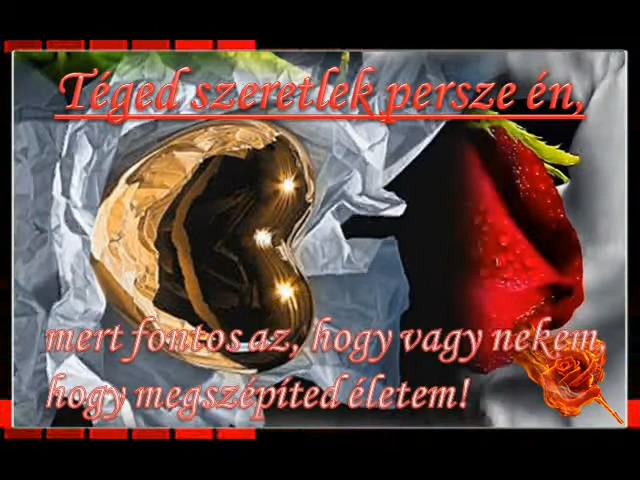 Téged szeretlek persze én,
mert fontos az, hogy vagy nekem,
hogy megszépíted életem!